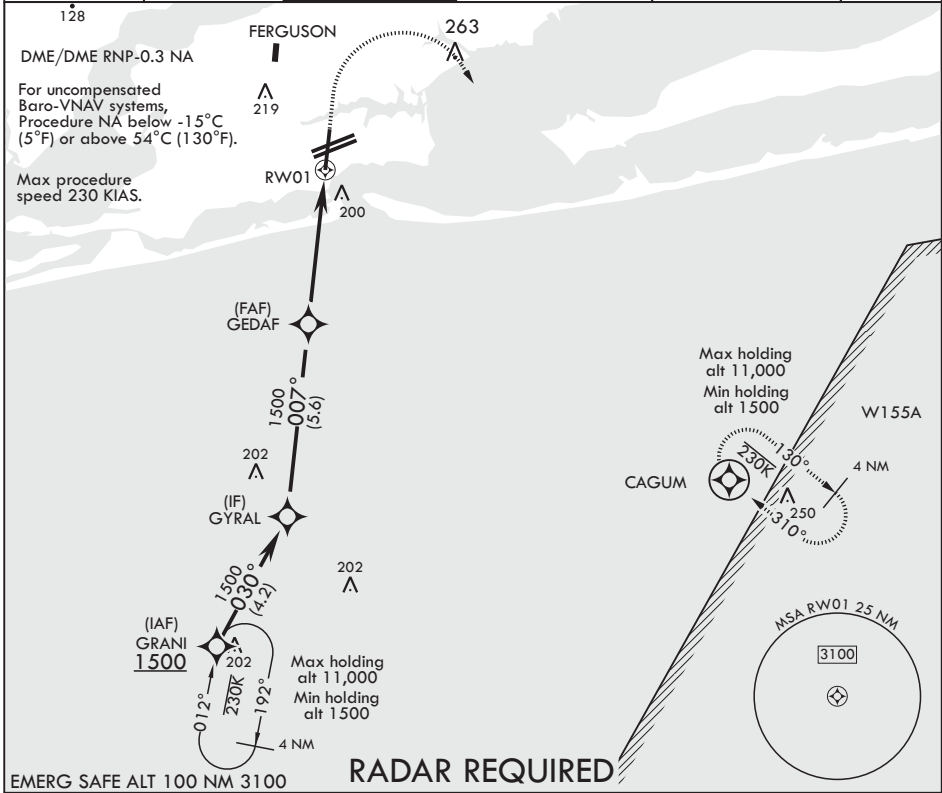 128
DME/DME RNP-0.3 NA
For uncompensated
Baro-VNAV systems,
Procedure NA below -15°C
(5°F) or above 54°C (130°F).
Max procedure
speed 230 KIAS.
FERGUSON
219
263
RW01
200
(FAF)
GEDAF
1500
007°
(5.6)
202
(IF)
GYRAL
1500
030°
(4.2)
202
(IAF)
GRANI
1500
202
230K
012°
192°
4 NM
Max holding
alt 11,000
Min holding
alt 1500
Max holding
alt 11,000
Min holding
alt 1500
W155A
CAGUM
230K
130°
4 NM
250
310°
MSA RW01 25 NM
3100
EMERG SAFE ALT 100 NM 3100
RADAR REQUIRED